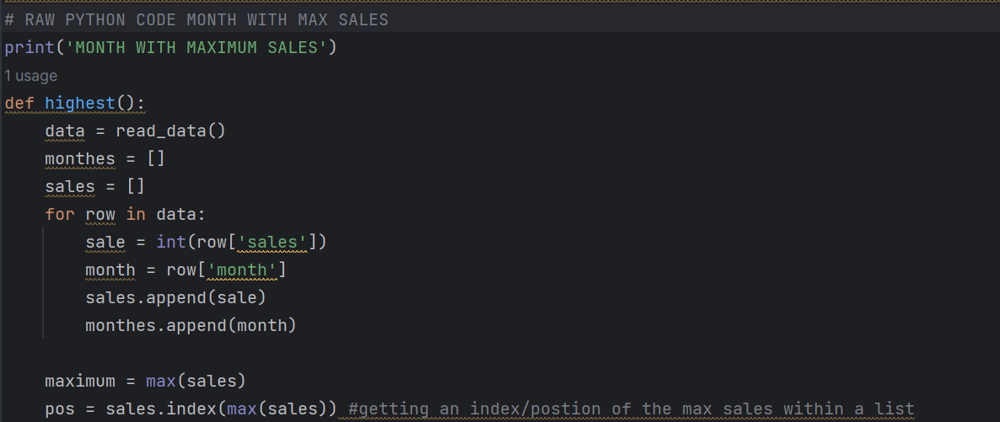 # RAW PYTHON CODE MONTH WITH MAX SALES
print('MONTH WITH MAXIMUM SALES')
1 usage
def highest():
    data = read_data()
    monthes = []
    sales = []
    for row in data:
        sale = int(row['sales'])
        month = row['month']
        sales.append(sale)
        monthes.append(month)
    maximum = max(sales)
    pos = sales.index(max(sales)) #getting an index/postion of the max sales within a list